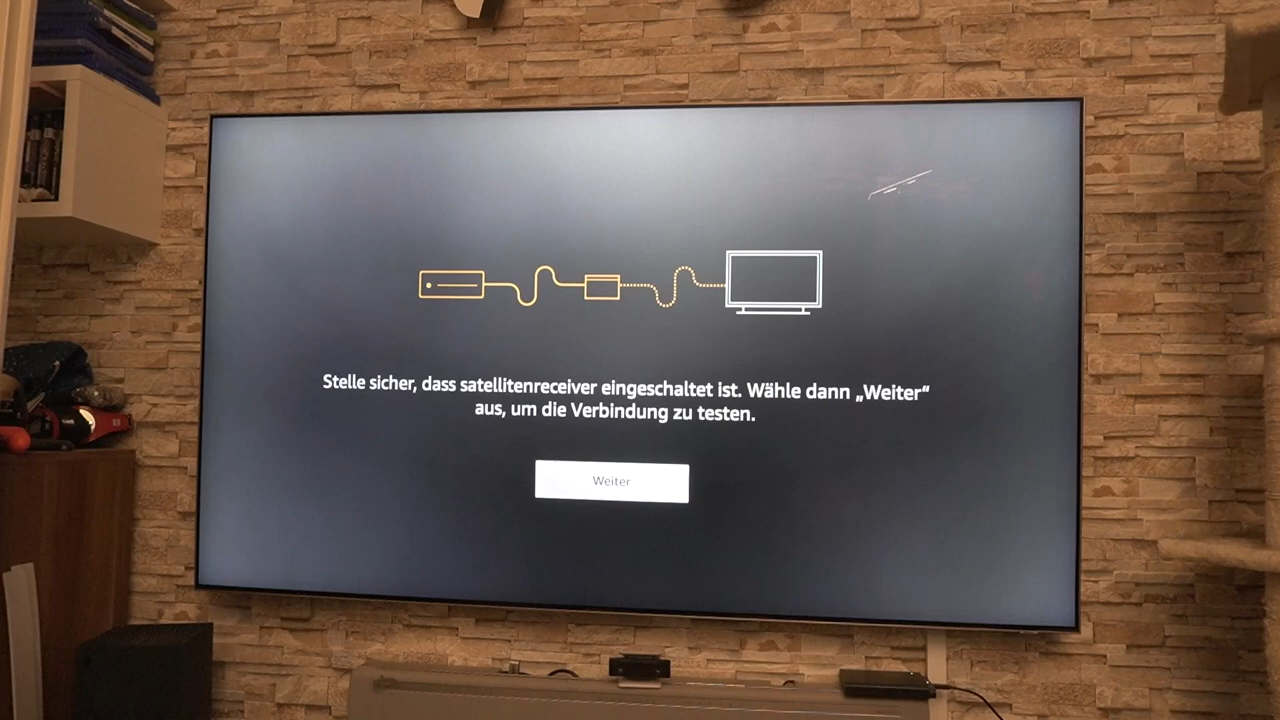 Stelle sicher, dass satellitenreceiver eingeschaltet ist. Wähle dann „Weiter“
aus, um die Verbindung zu testen.
Weiter